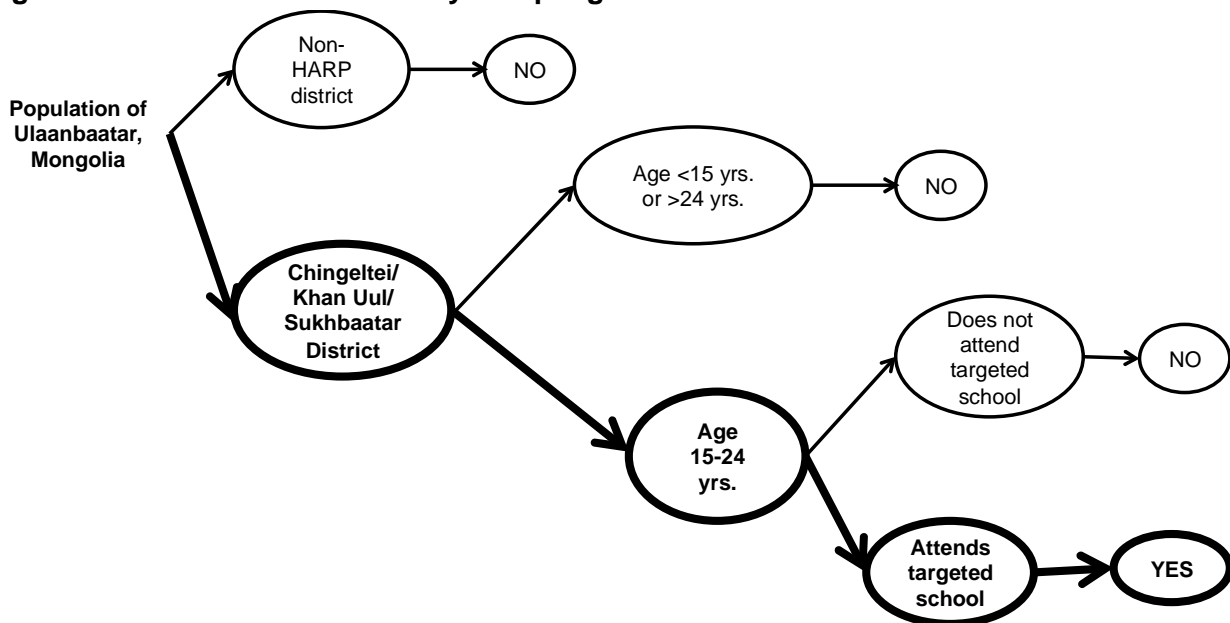 Population of
Ulaanbaatar,
Mongolia
Non-
HARP
district
NO
Age <15 yrs.
or >24 yrs.
NO
Chingeltei/
Khan Uul/
Sukhbaatar
District
Does not
attend
targeted
school
NO
Age
15-24
yrs.
Attends
targeted
school
YES